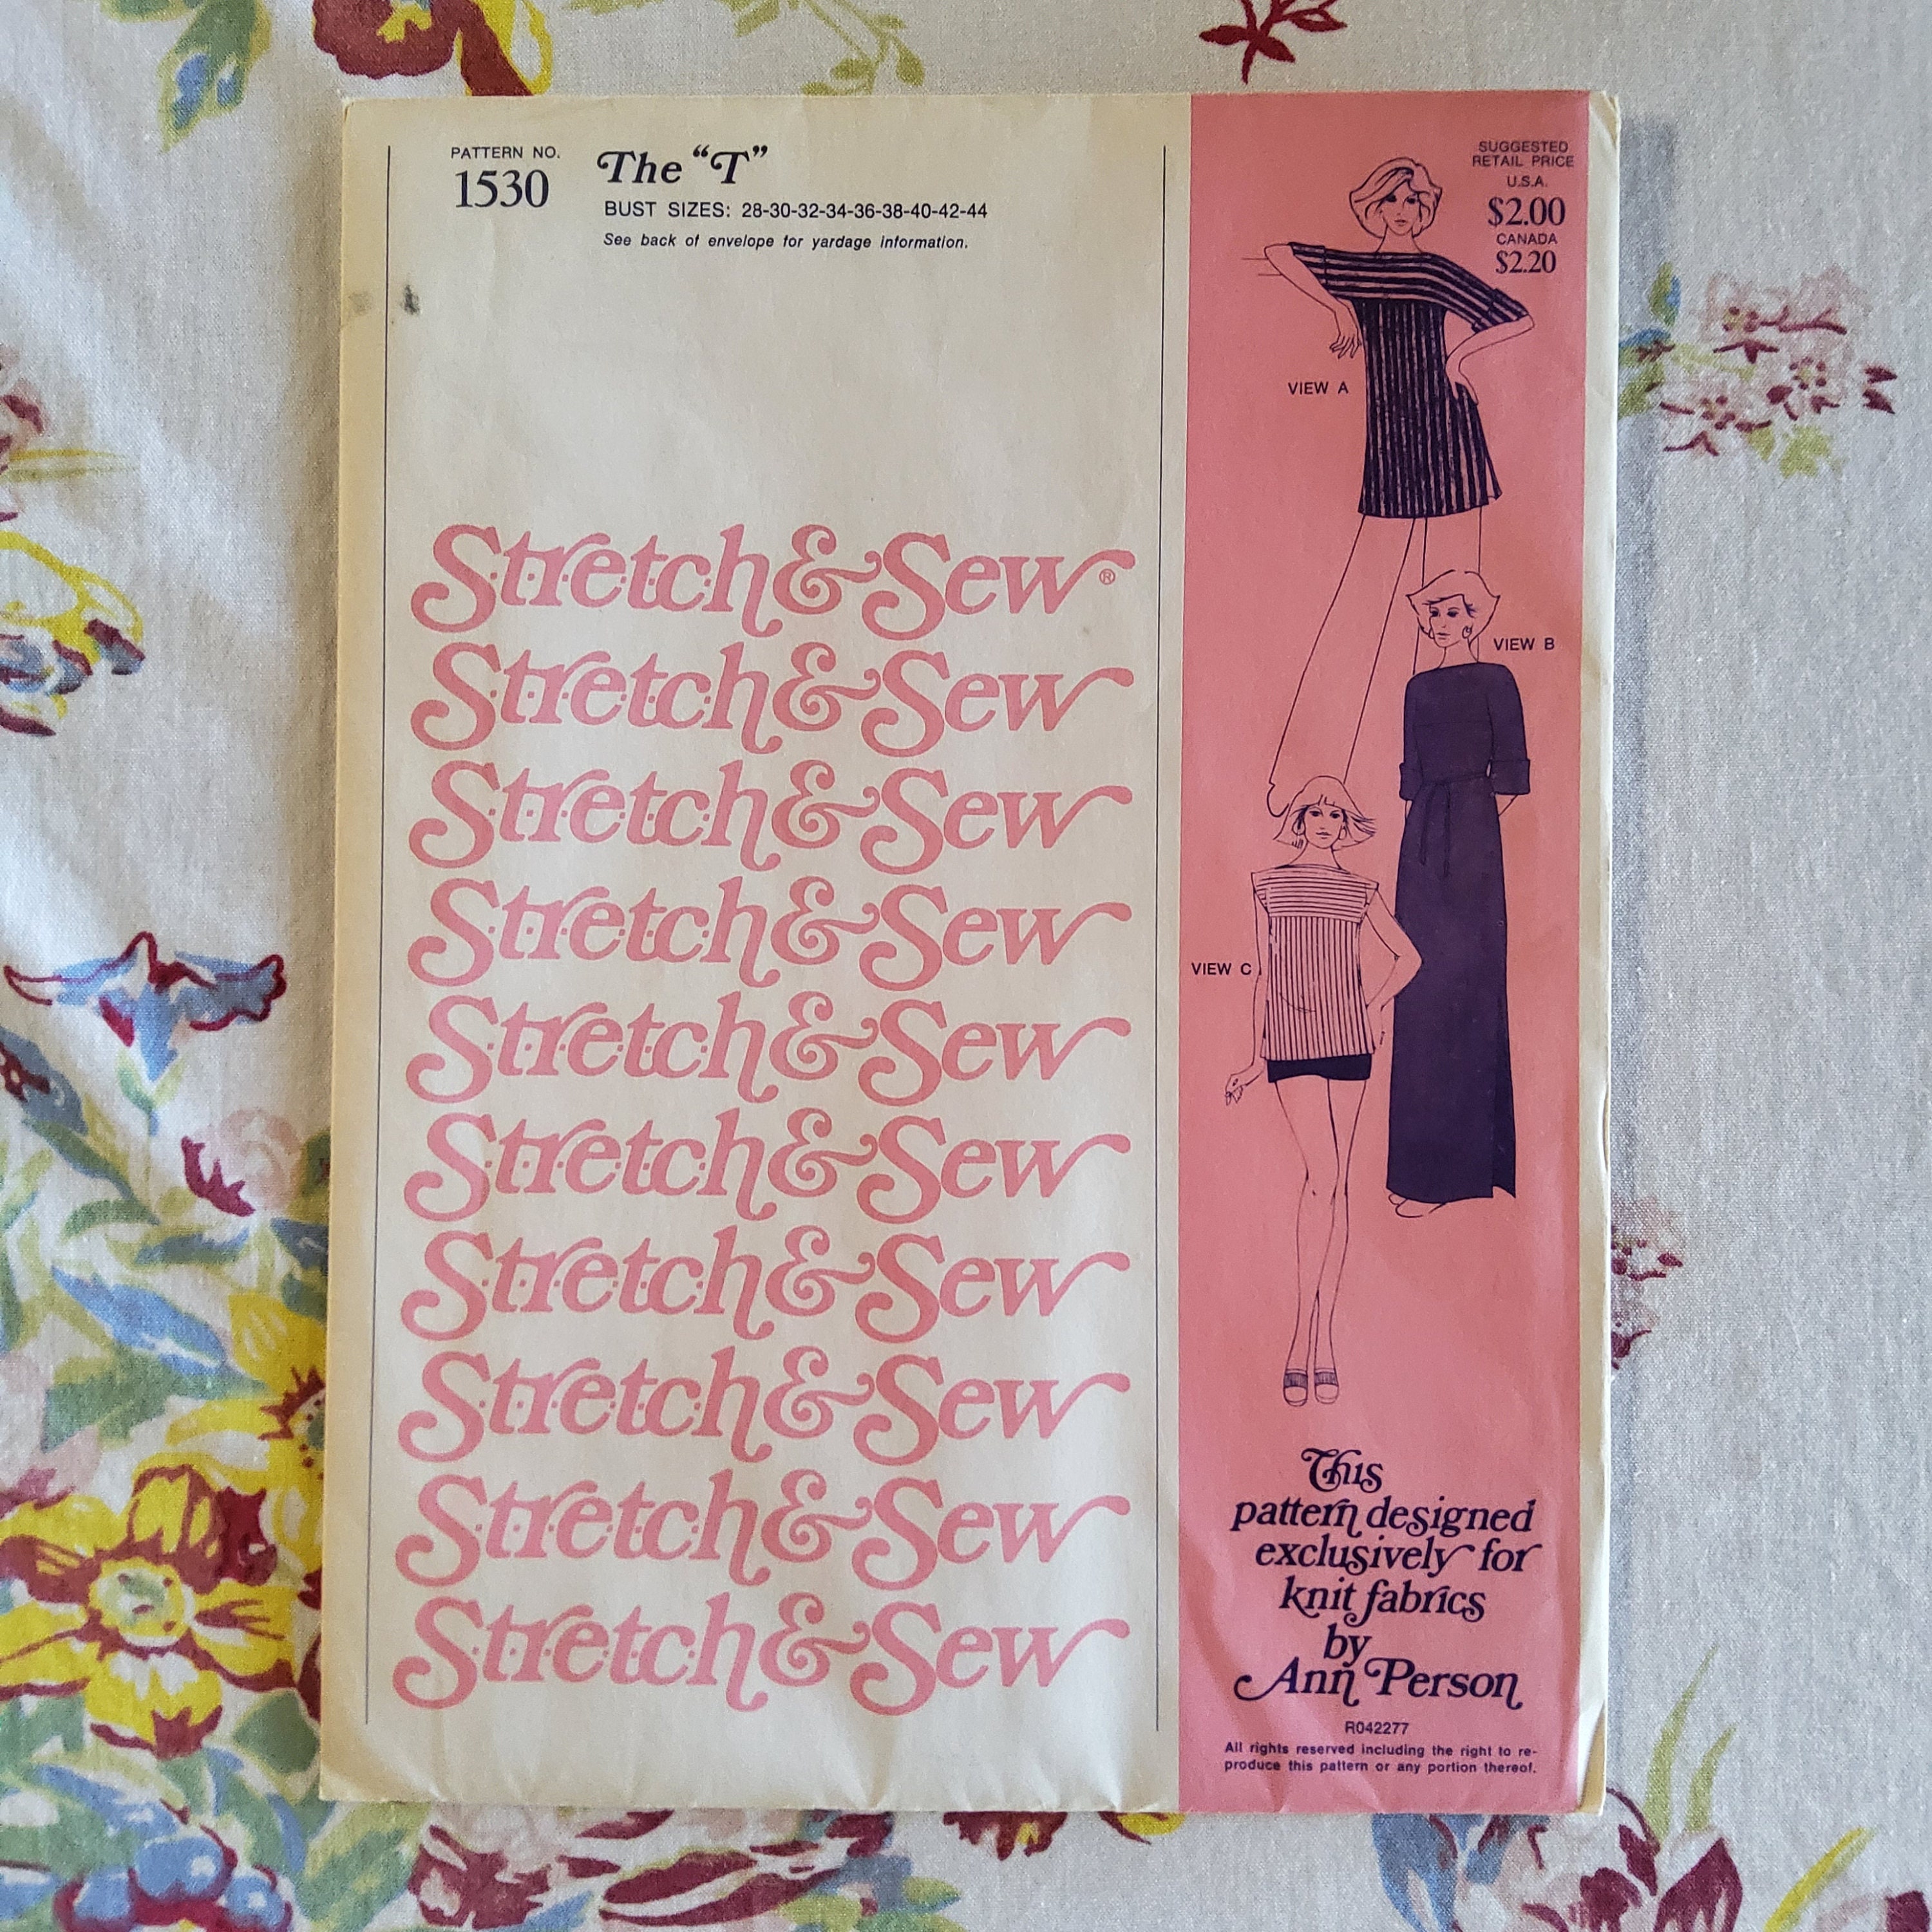 PATTERN NO.
1530
The "T"
BUST SIZES: 28-30-32-34-36-38-40-42-44
See back of envelope for yardage information.
Stretch & Sew®
Stretch & Sew
Stretch & Sew
Stretch & Sew
Stretch & Sew
Stretch & Sew
Stretch & Sew
Stretch & Sew
Stretch & Sew
Stretch & Sew
SUGGESTED
RETAIL PRICE
U.S.A.
$2.00
CANADA
$2.20
VIEW A
VIEW B
VIEW C
This
pattern designed
exclusively for
knit fabrics
by
Ann Person
R042277
All rights reserved including the right to re-
produce this pattern or any portion thereof.